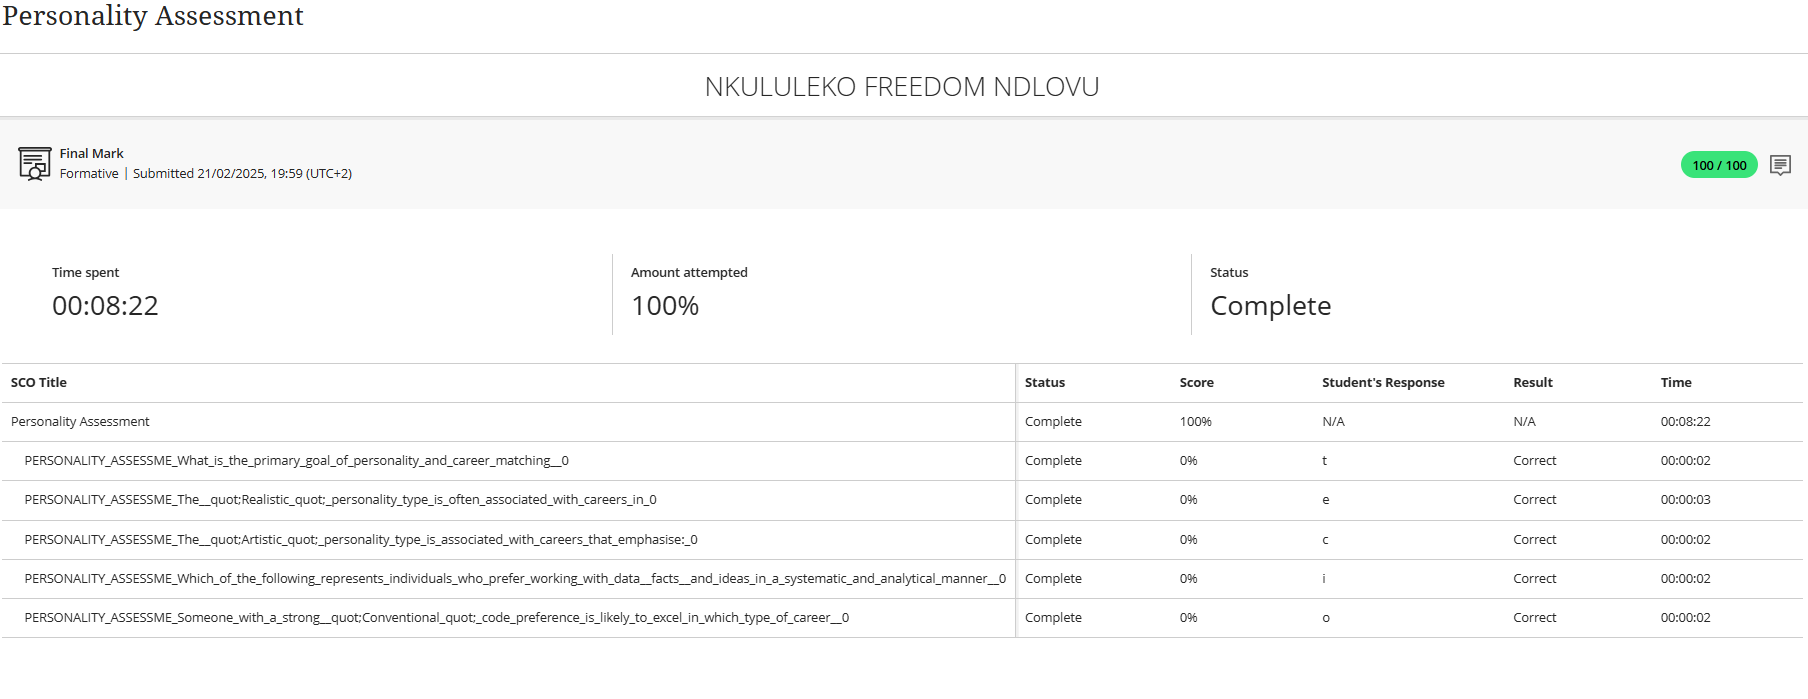 Personality Assessment
NKULULEKO FREEDOM NDLOVU
Final Mark
Formative | Submitted 21/02/2025, 19:59 (UTC+2)
100 / 100
Time spent
00:08:22
Amount attempted
100%
Status
Complete
SCO Title Status Score Student's Response Result Time
Personality Assessment Complete 100% N/A N/A 00:08:22
PERSONALITY_ASSESSME_What_is_the_primary_goal_of_personality_and_career_matching__0 Complete 0% t Correct 00:00:02
PERSONALITY_ASSESSME_The__quot;Realistic_quot;_personality_type_is_often_associated_with_careers_in_0 Complete 0% e Correct 00:00:03
PERSONALITY_ASSESSME_The__quot;Artistic_quot;_personality_type_is_associated_with_careers_that_emphasise:_0 Complete 0% c Correct 00:00:02
PERSONALITY_ASSESSME_Which_of_the_following_represents_individuals_who_prefer_working_with_data__facts__and_ideas_in_a_systematic_and_analytical_manner__0 Complete 0% i Correct 00:00:02
PERSONALITY_ASSESSME_Someone_with_a_strong__quot;Conventional_quot;_code_preference_is_likely_to_excel_in_which_type_of_career__0 Complete 0% o Correct 00:00:02